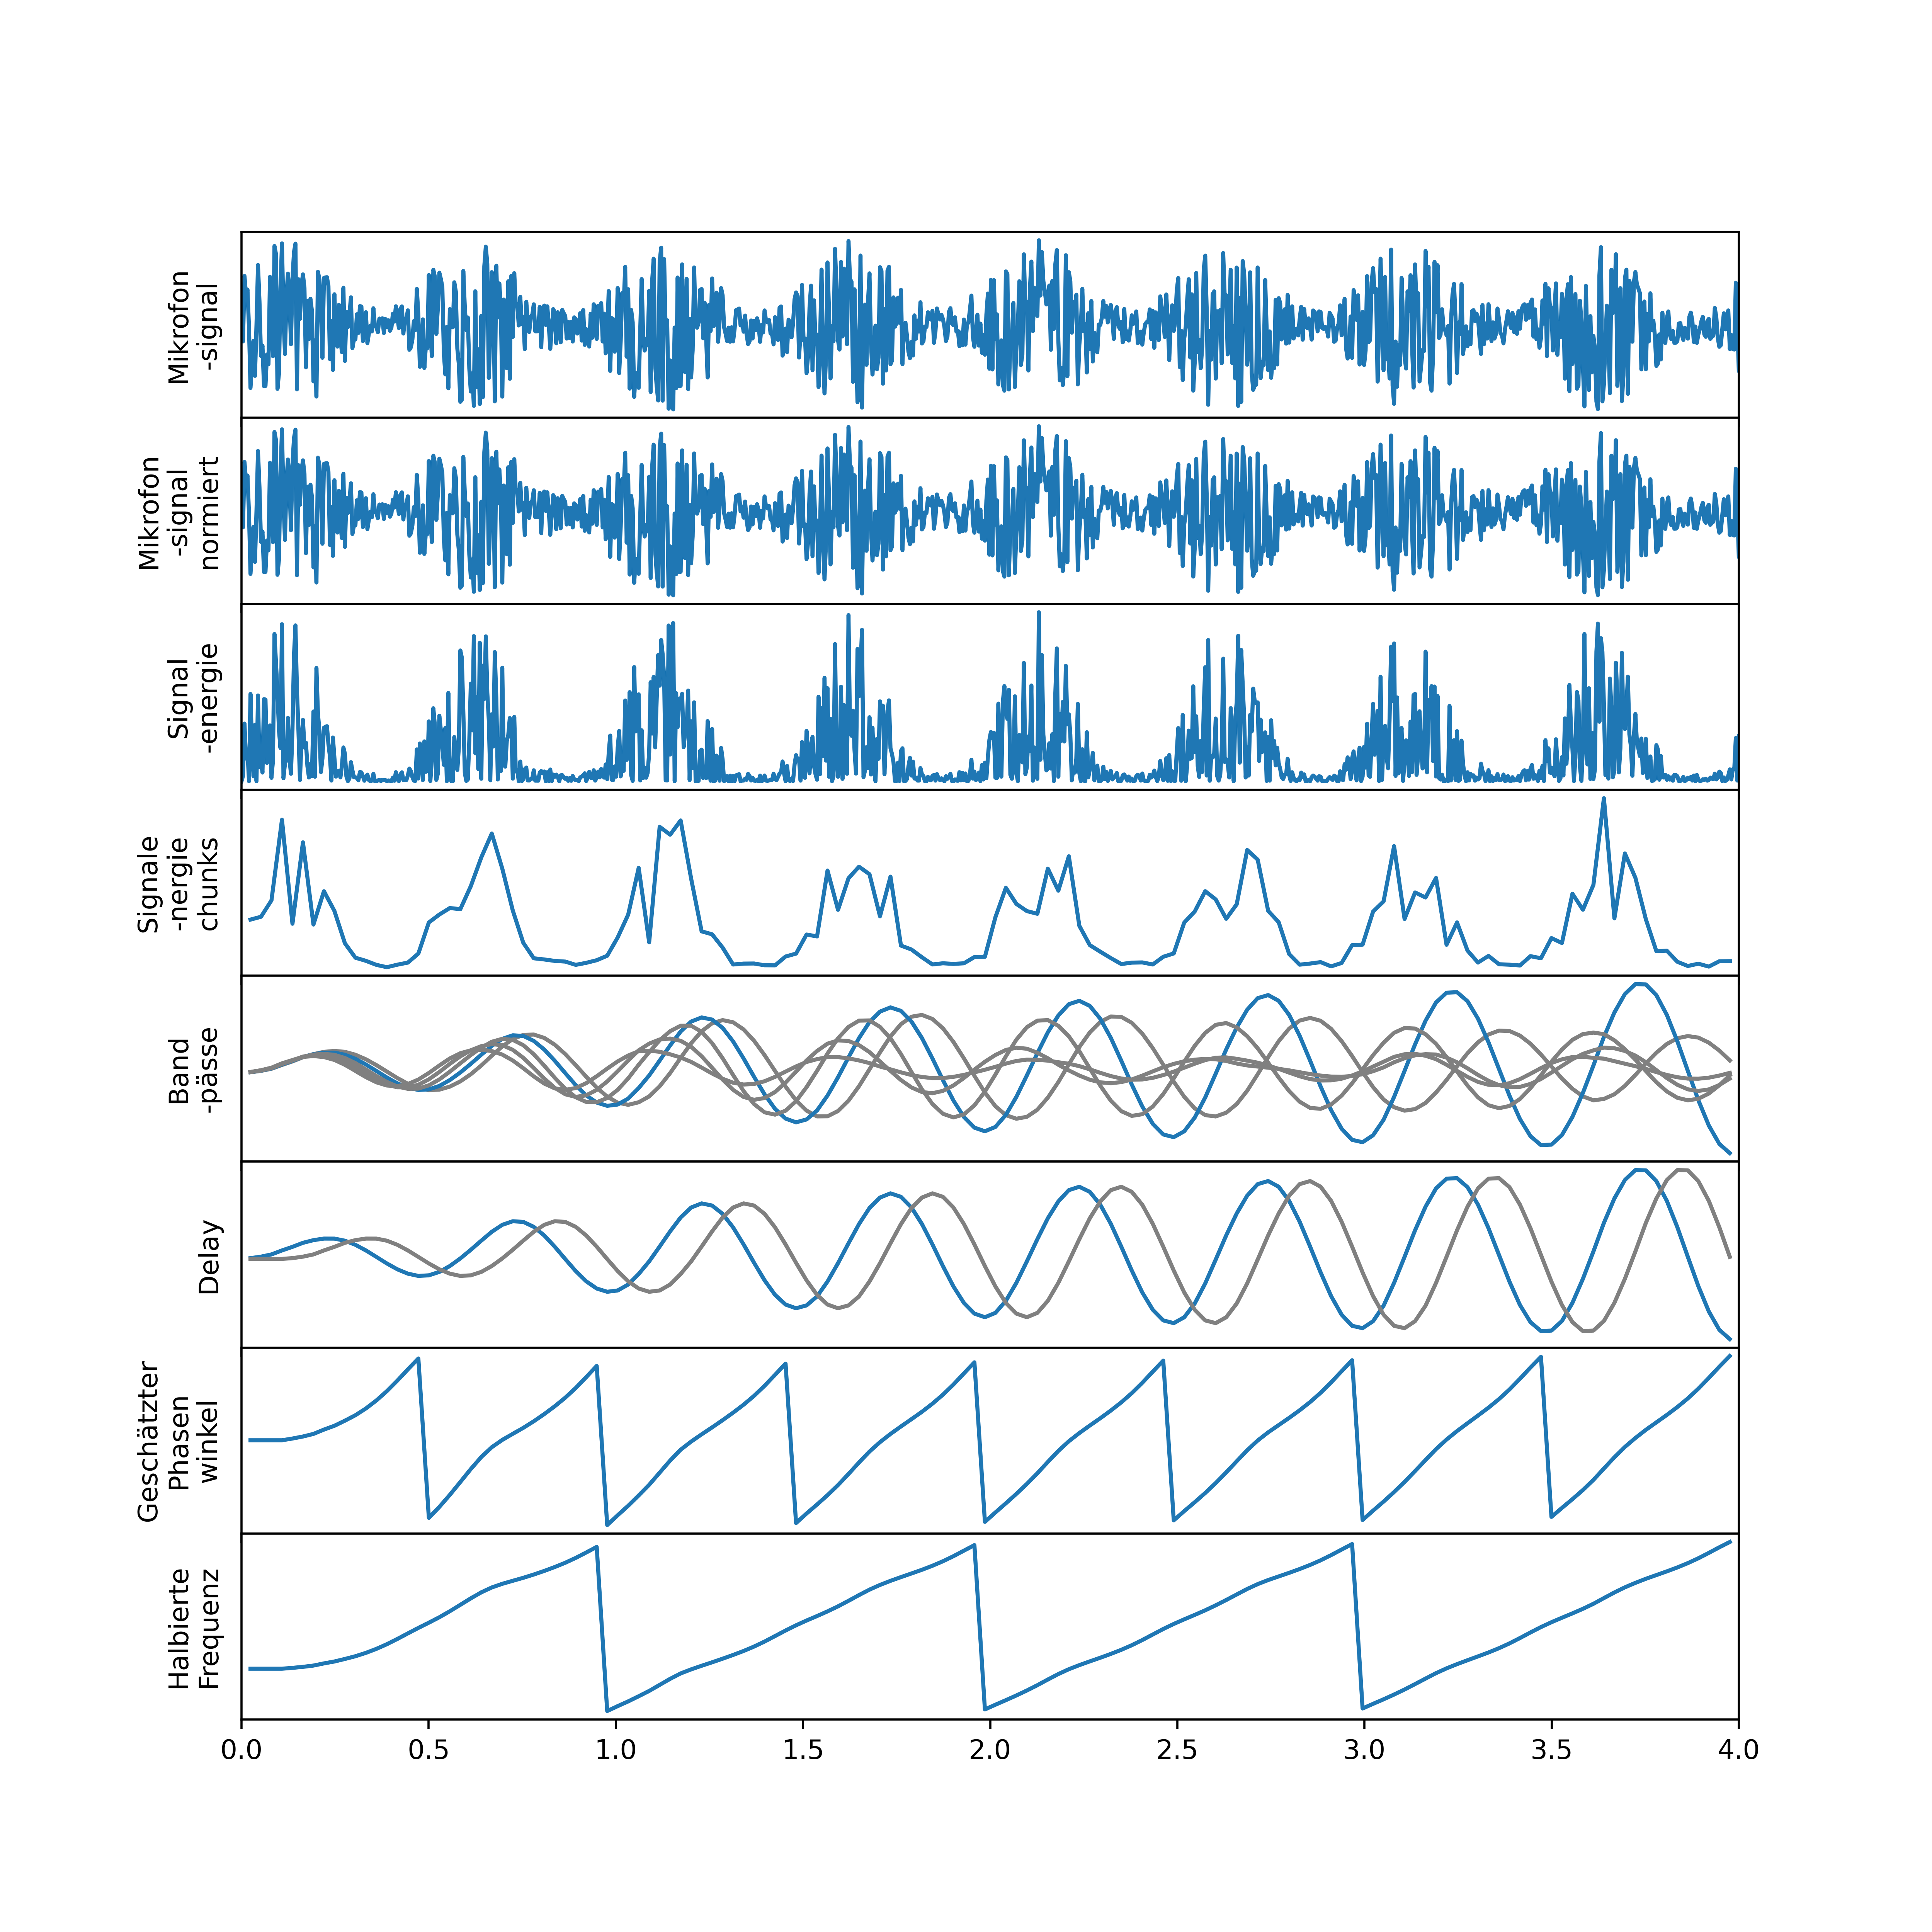 Mikrofon
-signal
Mikrofon
-signal
normiert
Signal
-energie
Signale
-nergie
chunks
Band
-pässe
Delay
Geschätzter
Phasen
winkel
Halbierte
Frequenz
0.0 0.5 1.0 1.5 2.0 2.5 3.0 3.5 4.0